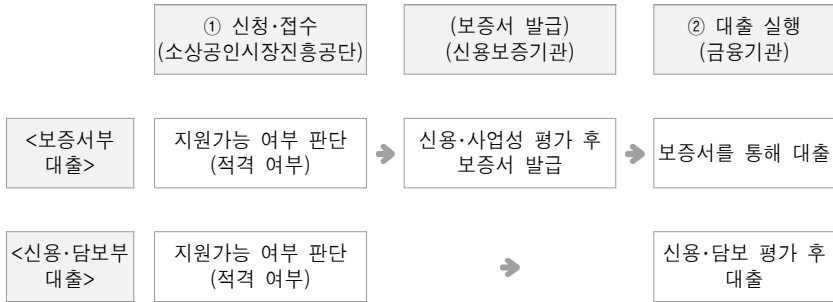 ① 신청·접수
(소상공인시장진흥공단)
(보증서 발급)
(신용보증기관)
② 대출 실행
(금융기관)
<보증서부
대출>
지원가능 여부 판단
(적격 여부)
신용·사업성 평가 후
보증서 발급
보증서를 통해 대출
<신용·담보부
대출>
지원가능 여부 판단
(적격 여부)
신용·담보 평가 후
대출